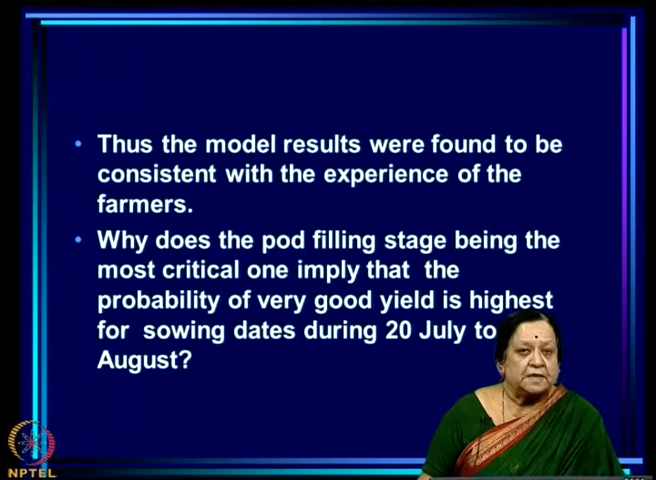 Thus the model results were found to be
consistent with the experience of the
farmers.
Why does the pod filling stage being the
most critical one imply that the
probability of very good yield is highest
for sowing dates during 20 July to
August?
NPTEL